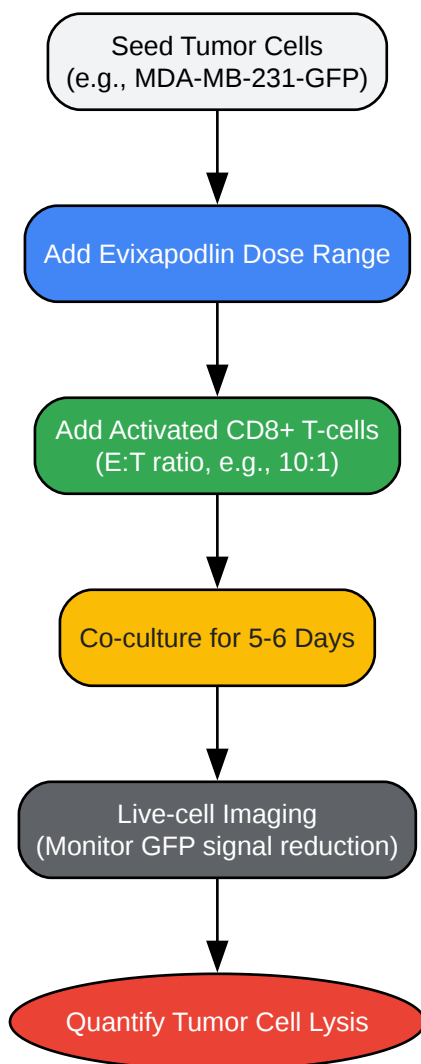 Seed Tumor Cells
(e.g., MDA-MB-231-GFP)
Add Evixapodlin Dose Range
Add Activated CD8+ T-cells
(E:T ratio, e.g., 10:1)
Co-culture for 5-6 Days
Live-cell Imaging
(Monitor GFP signal reduction)
Quantify Tumor Cell Lysis